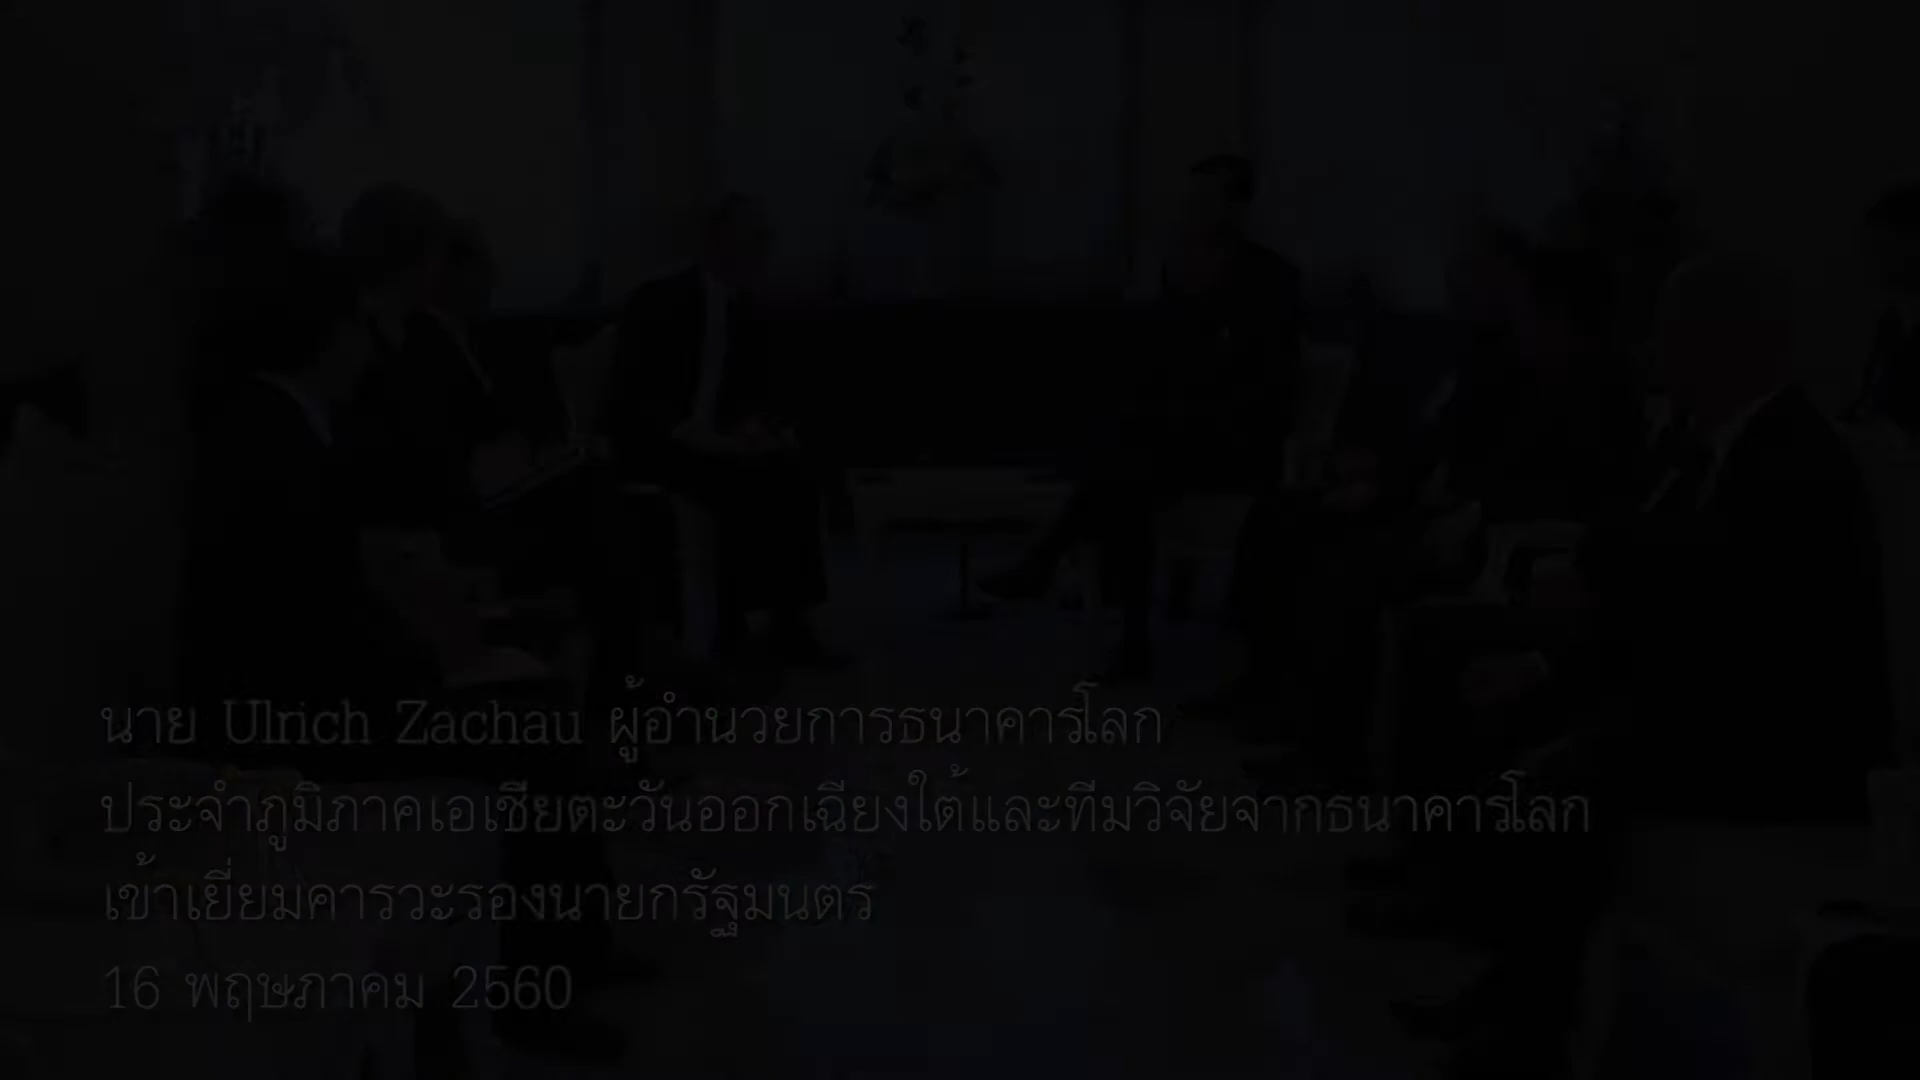 นาย Ulrich Zachau ผู้อำนวยการธนาคารโลก
ประจำภูมิภาคเอเชียตะวันออกเฉียงใต้และทีมวิจัยจากธนาคารโลก
เข้าเยี่ยมคารวะรองนายกรัฐมนตร
16 พฤษภาคม 2560